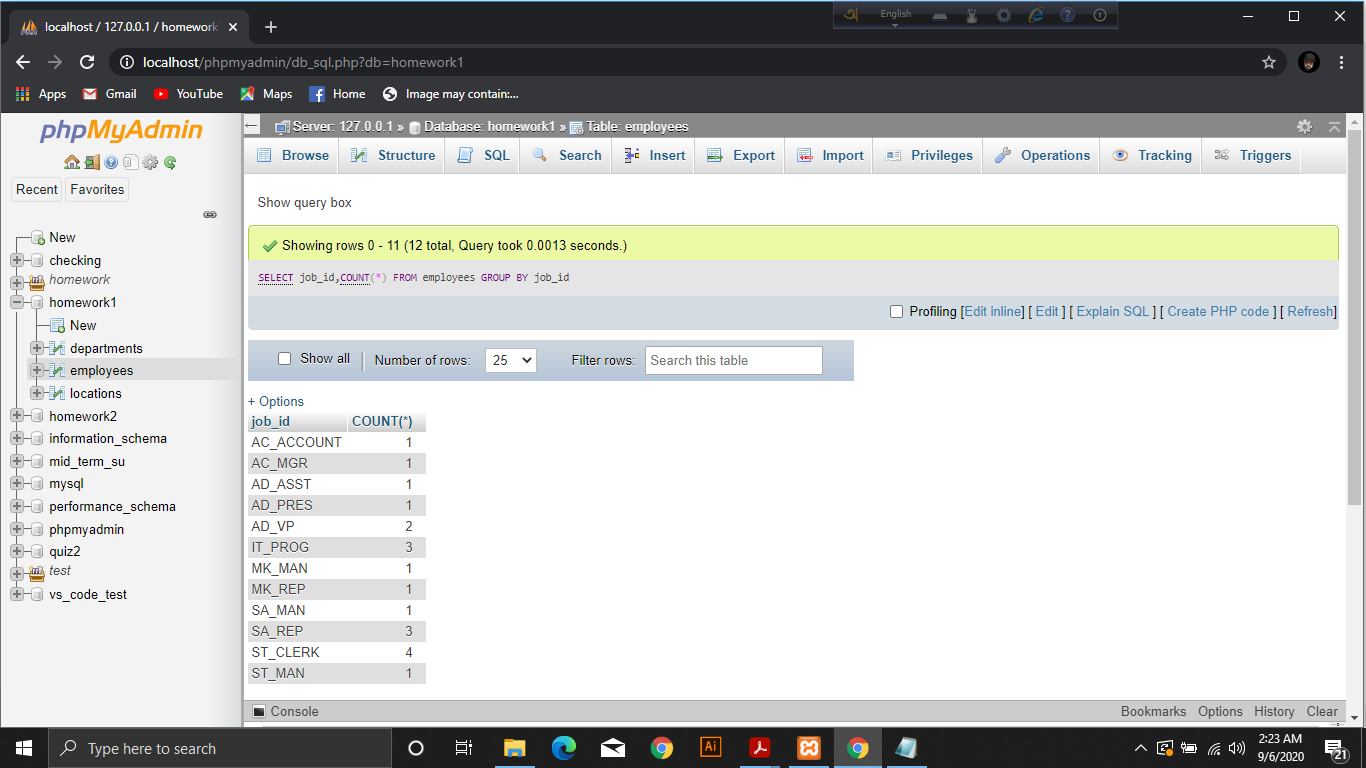 localhost / 127.0.0.1 / homework
English
localhost/phpmyadmin/db_sql.php?db=homework1
Apps Gmail YouTube Maps Home Image may contain:...
phpMyAdmin
Recent Favorites
New
checking
homework
homework1
New
departments
employees
locations
homework2
information_schema
mid_term_su
mysql
performance_schema
phpmyadmin
quiz2
test
vs_code_test
Server: 127.0.0.1 » Database: homework1 » Table: employees
Browse Structure SQL Search Insert Export Import Privileges Operations Tracking Triggers
Show query box
Showing rows 0 - 11 (12 total, Query took 0.0013 seconds.)
SELECT job_id,COUNT(*) FROM employees GROUP BY job_id
Profiling [Edit inline] [ Edit ] [ Explain SQL ] [ Create PHP code ] [ Refresh]
Show all Number of rows: 25 Filter rows: Search this table
+ Options
job_id COUNT(*)
AC_ACCOUNT 1
AC_MGR 1
AD_ASST 1
AD_PRES 1
AD_VP 2
IT_PROG 3
MK_MAN 1
MK_REP 1
SA_MAN 1
SA_REP 3
ST_CLERK 4
ST_MAN 1
Console Bookmarks Options History Clear
Type here to search
Ai
2:23 AM
9/6/2020
21